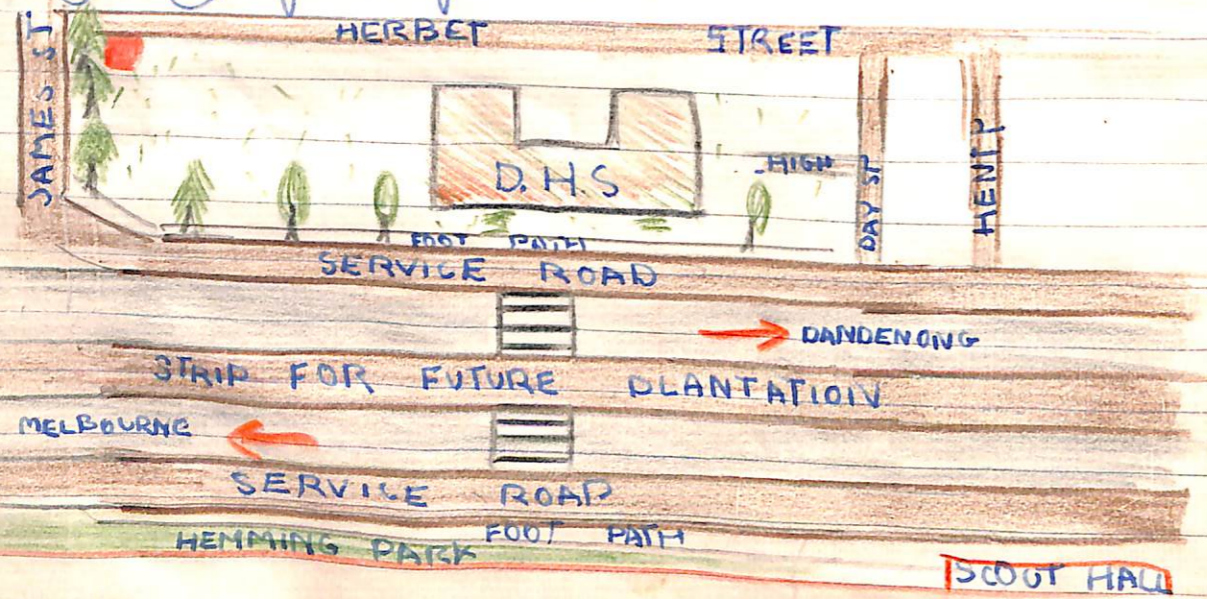 HERBET STREET
JAMES ST
D.H.S
HIGH
DAY ST
HENTY
FOOT PATH
SERVICE ROAD
DANDENONG
STRIP FOR FUTURE PLANTATION
MELBOURNE
SERVICE ROAD
FOOT PATH
HEMMING PARK
SCOUT HALL